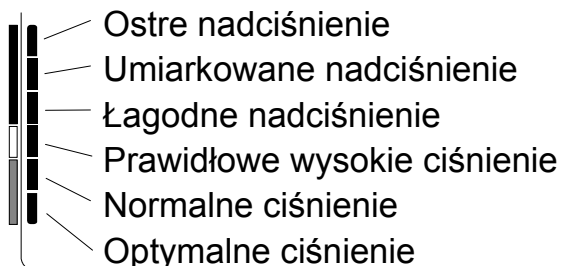 Ostre nadciśnienie
Umiarkowane nadciśnienie
Łagodne nadciśnienie
Prawidłowe wysokie ciśnienie
Normalne ciśnienie
Optymalne ciśnienie